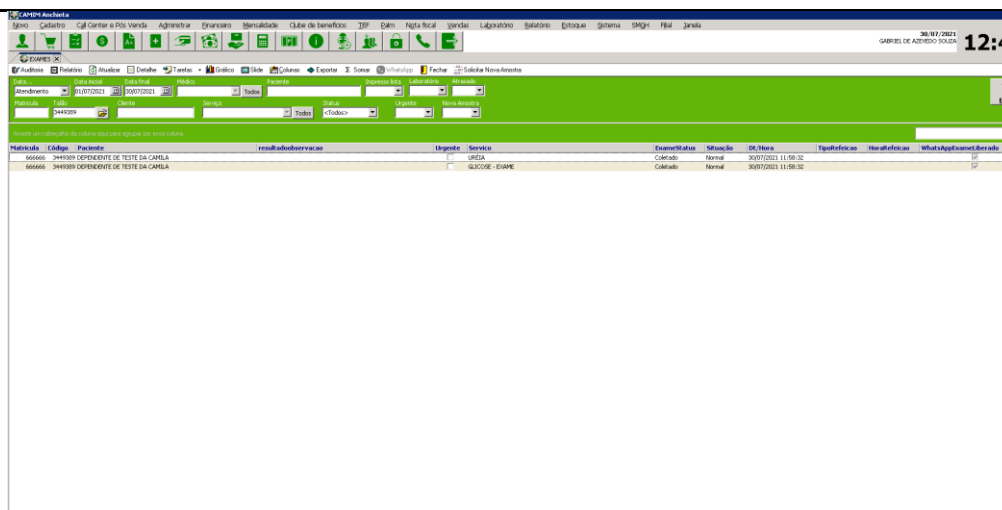 CAMIM Anchieta
Novo Cadastro Call Center e Pós Venda Administrar Financeiro Mensalidade Clube de benefícios TEF Palm Nota fiscal Vendas Laboratório Relatório Estoque Sistema SMGH Filial Janela
30/07/2021
GABRIEL DE AZEVEDO SOUZA
12:4
EXAMES X
Auditoria Relatório Atualizar Detalhe Tarefas Gráfico Slide Colunas Exportar Σ Somar WhatsApp Fechar Solicitar Nova Amostra
Data... Data inicial Data final Médico Paciente Impresso lista Laboratório Atrasado
Atendimento 01/07/2021 30/07/2021 Todos
Matricula Talão Cliente Serviço Status Urgente Nova Amostra
3449389 Todos <Todos>
Arraste um cabeçalho da coluna aqui para agrupar por essa coluna
Matricula Código Paciente resultadoobservacao Urgente Servico ExameStatus Situação Dt/Hora TipoRefeicao HoraRefeicao WhatsAppExameLiberado
666666 3449389 DEPENDENTE DE TESTE DA CAMILA URÉIA Coletado Normal 30/07/2021 11:58:32
666666 3449389 DEPENDENTE DE TESTE DA CAMILA GLICOSE - EXAME Coletado Normal 30/07/2021 11:58:32